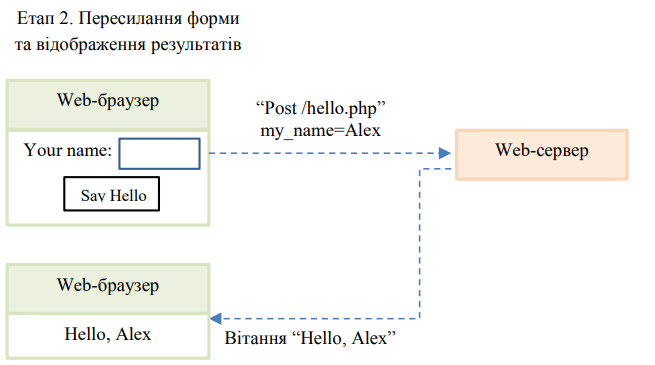 Етап 2. Пересилання форми
та відображення результатів
Web-браузер
“Post /hello.php”
my_name=Alex
Your name:
Web-сервер
Say Hello
Web-браузер
Hello, Alex
Вітання “Hello, Alex”